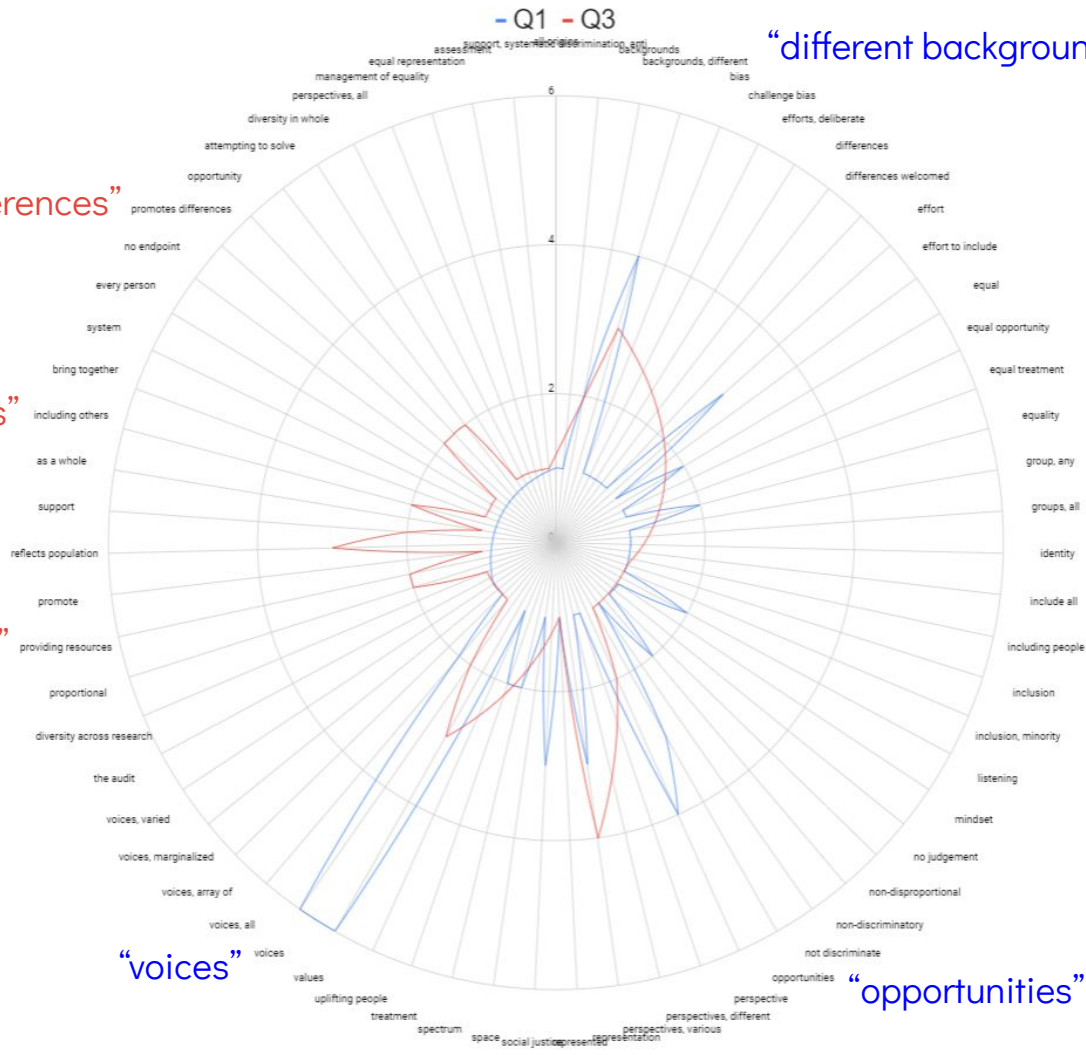 Q1 Q3
support, systematic discrimination, anti
assessment
backgrounds
equal representation
backgrounds, different
management of equality
bias
perspectives, all
challenge bias
diversity in whole
efforts, deliberate
attempting to solve
differences
opportunity
differences welcomed
promotes differences
effort
no endpoint
effort to include
every person
equal
system
equal opportunity
bring together
equal treatment
including others
equality
as a whole
group, any
support
groups, all
reflects population
identity
promote
include all
providing resources
including people
proportional
inclusion
diversity across research
inclusion, minority
the audit
listening
voices, varied
mindset
voices, marginalized
no judgement
voices, array of
non-disproportional
voices, all
non-discriminatory
voices
not discriminate
values
opportunities
uplifting people
perspective
treatment
perspectives, different
spectrum
perspectives, various
space
representation
social justice
represented
6
4
2
“different background
erences”
s”
”
“voices”
“opportunities”